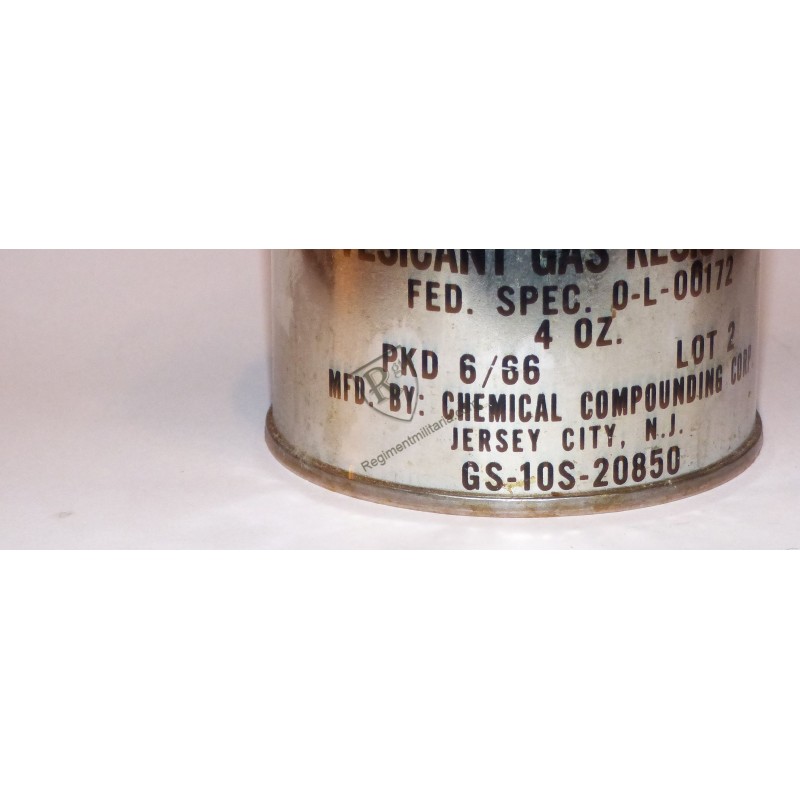 GAS
FED. SPEC. O-L-00172
4 OZ.
PKD 6/66 LOT 2
MFD. BY: CHEMICAL COMPOUNDING CORP.
JERSEY CITY, N.J.
GS-10S-20850